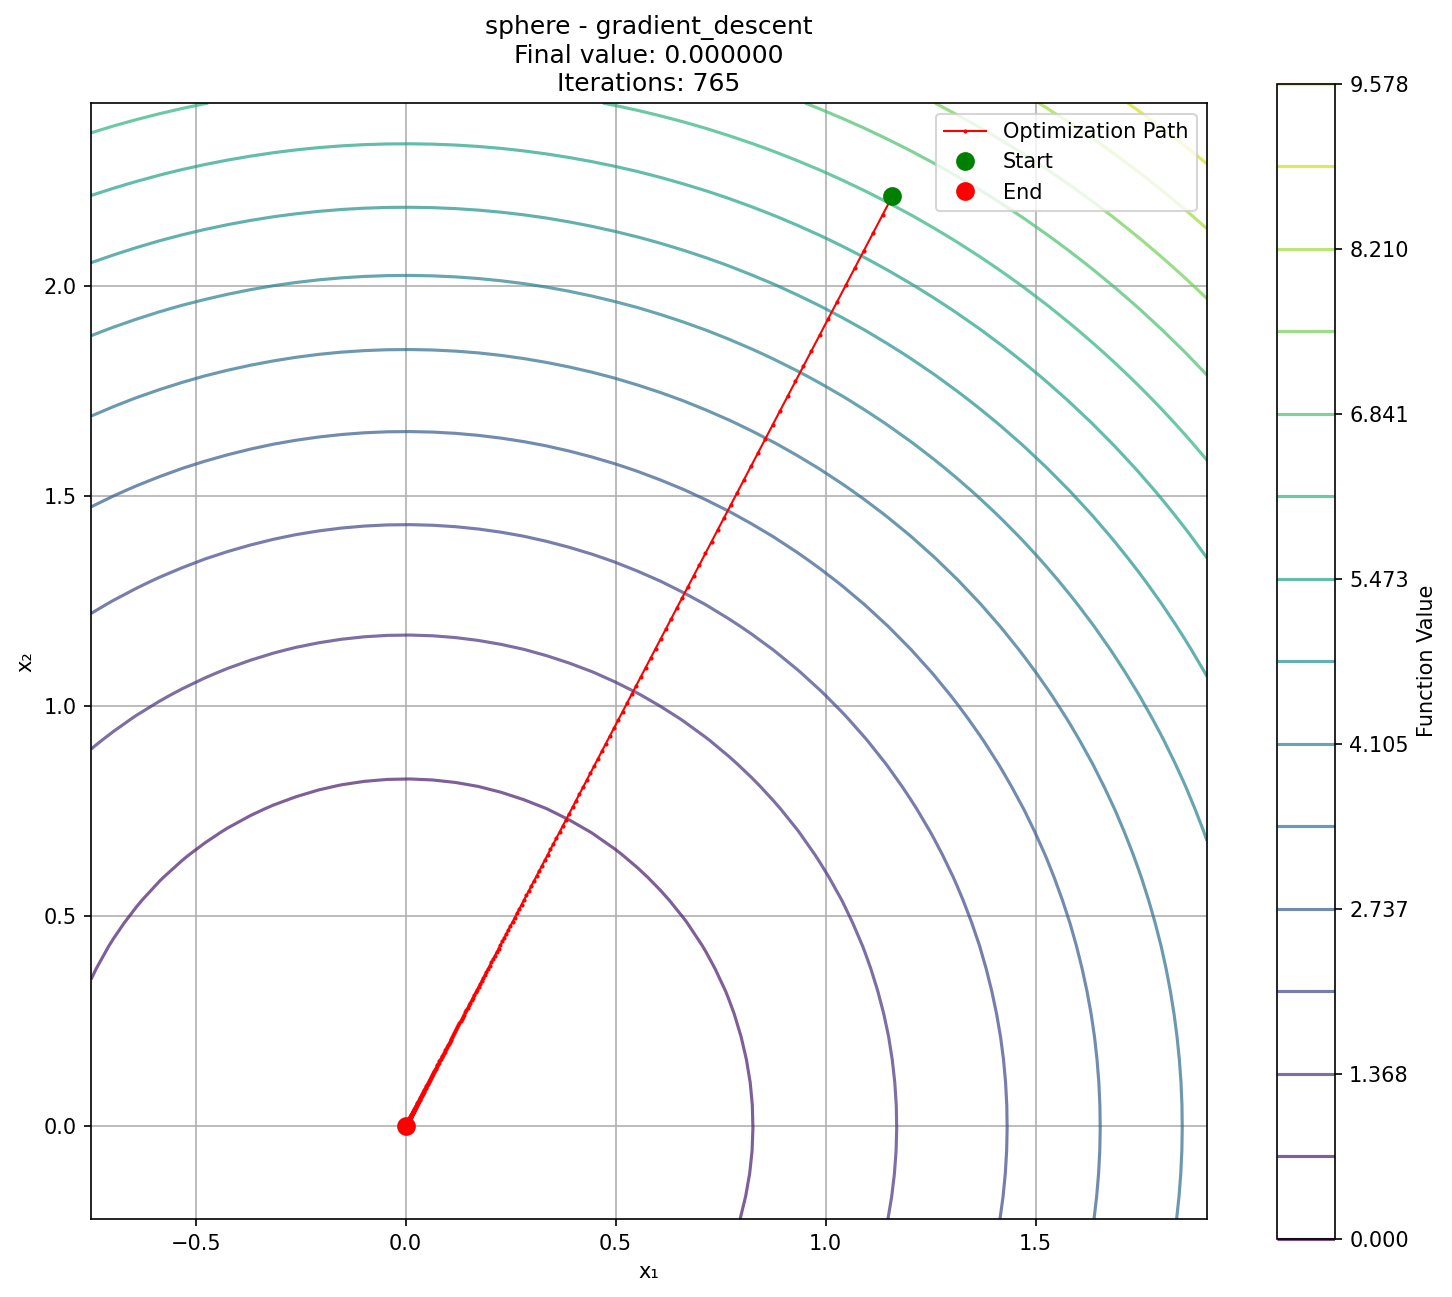 sphere - gradient_descent
Final value: 0.000000
Iterations: 765
Optimization Path
Start
End
2.0
1.5
1.0
0.5
0.0
x₂
−0.5
0.0
0.5
1.0
1.5
x₁
9.578
8.210
6.841
5.473
4.105
2.737
1.368
0.000
Function Value